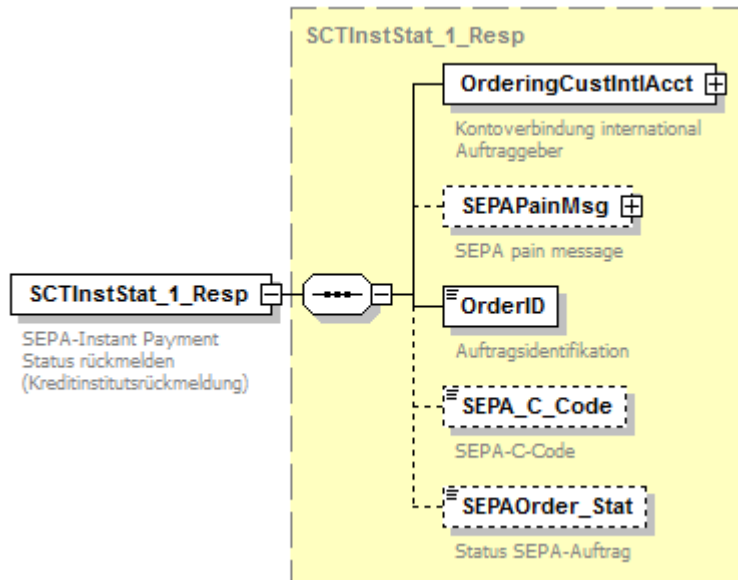 SCTInstStat_1_Resp
OrderingCustIntlAcct
Kontoverbindung international
Auftraggeber
SEPAPainMsg
SEPA pain message
SCTInstStat_1_Resp
SEPA-Instant Payment
Status rückmelden
(Kreditinstitutsrückmeldung)
OrderID
Auftragsidentifikation
SEPA_C_Code
SEPA-C-Code
SEPAOrder_Stat
Status SEPA-Auftrag